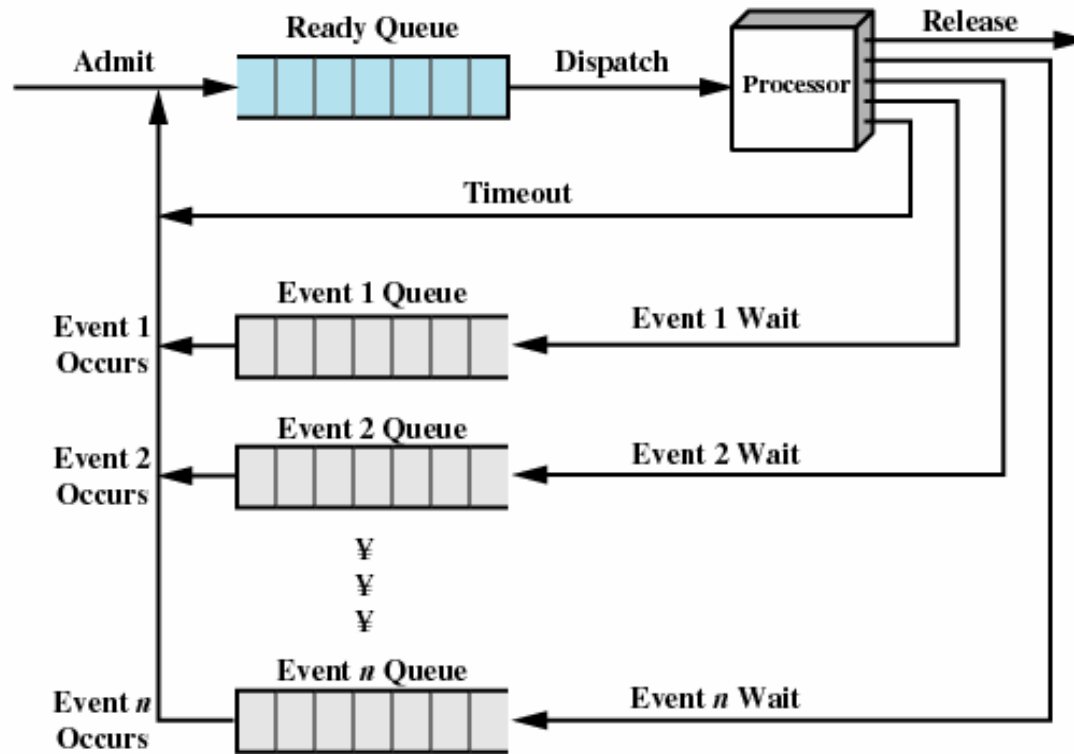 Ready Queue
Release
Admit
Dispatch
Processor
Timeout
Event 1 Queue
Event 1
Occurs
Event 1 Wait
Event 2 Queue
Event 2
Occurs
Event 2 Wait
¥
¥
¥
Event n Queue
Event n
Occurs
Event n Wait